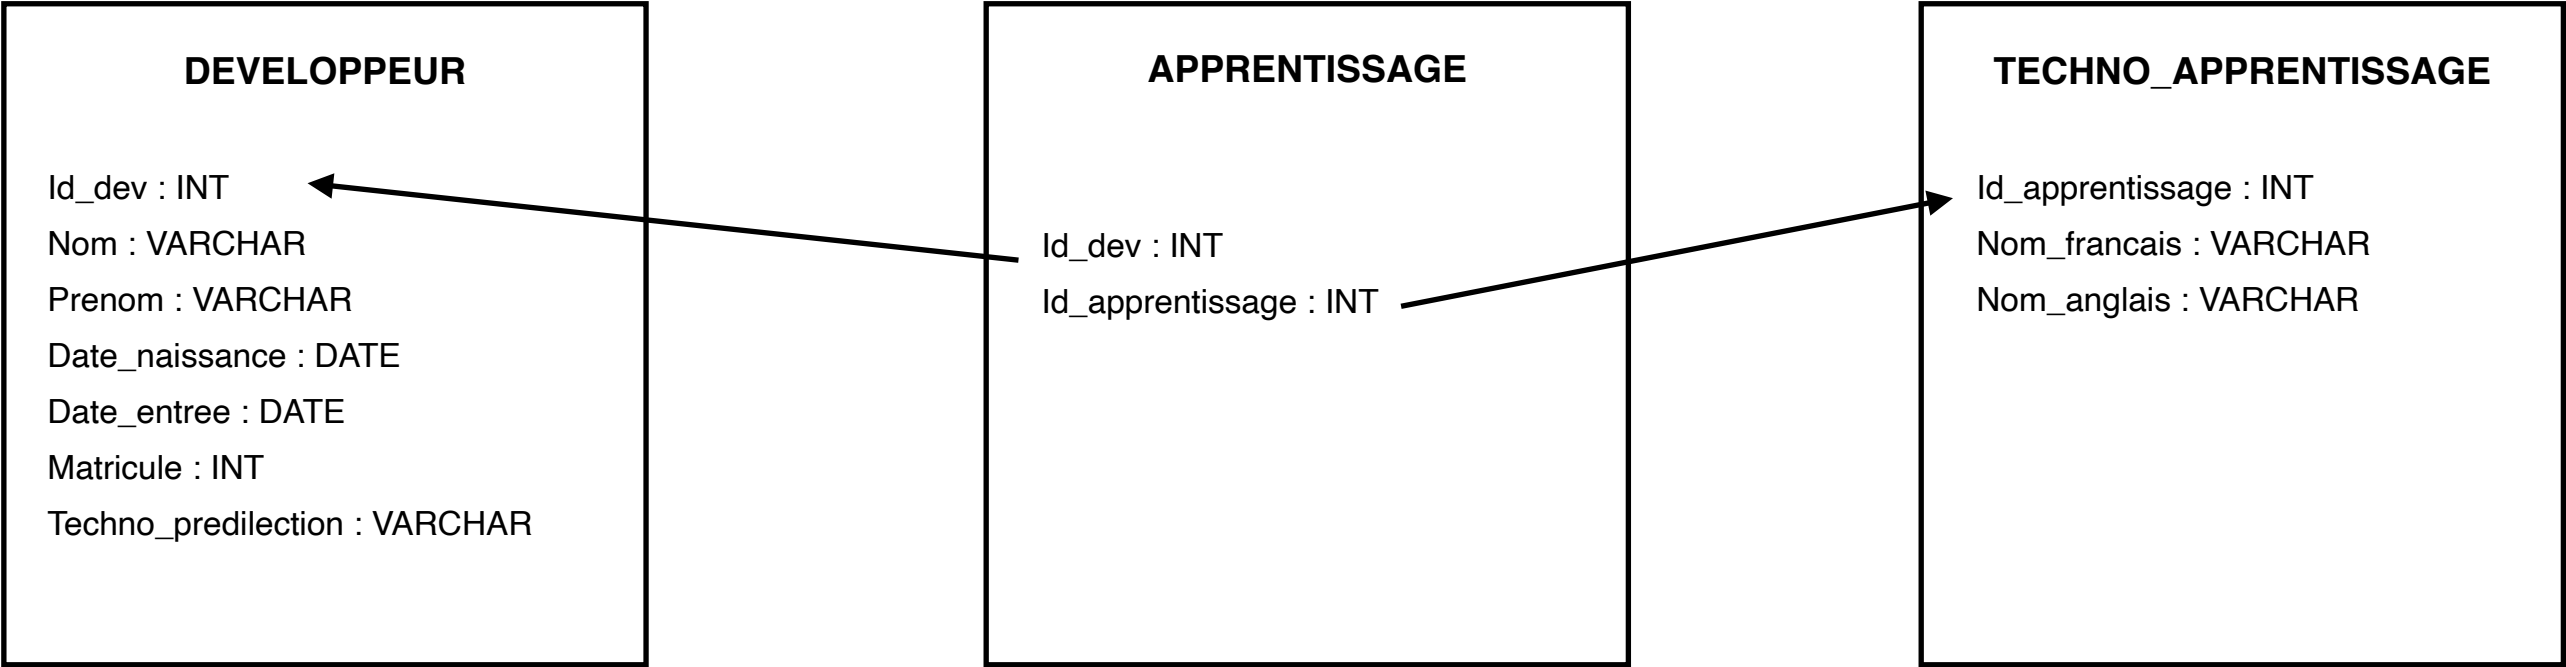 DEVELOPPEUR
Id_dev : INT
Nom : VARCHAR
Prenom : VARCHAR
Date_naissance : DATE
Date_entree : DATE
Matricule : INT
Techno_predilection : VARCHAR
APPRENTISSAGE
Id_dev : INT
Id_apprentissage : INT
TECHNO_APPRENTISSAGE
Id_apprentissage : INT
Nom_francais : VARCHAR
Nom_anglais : VARCHAR